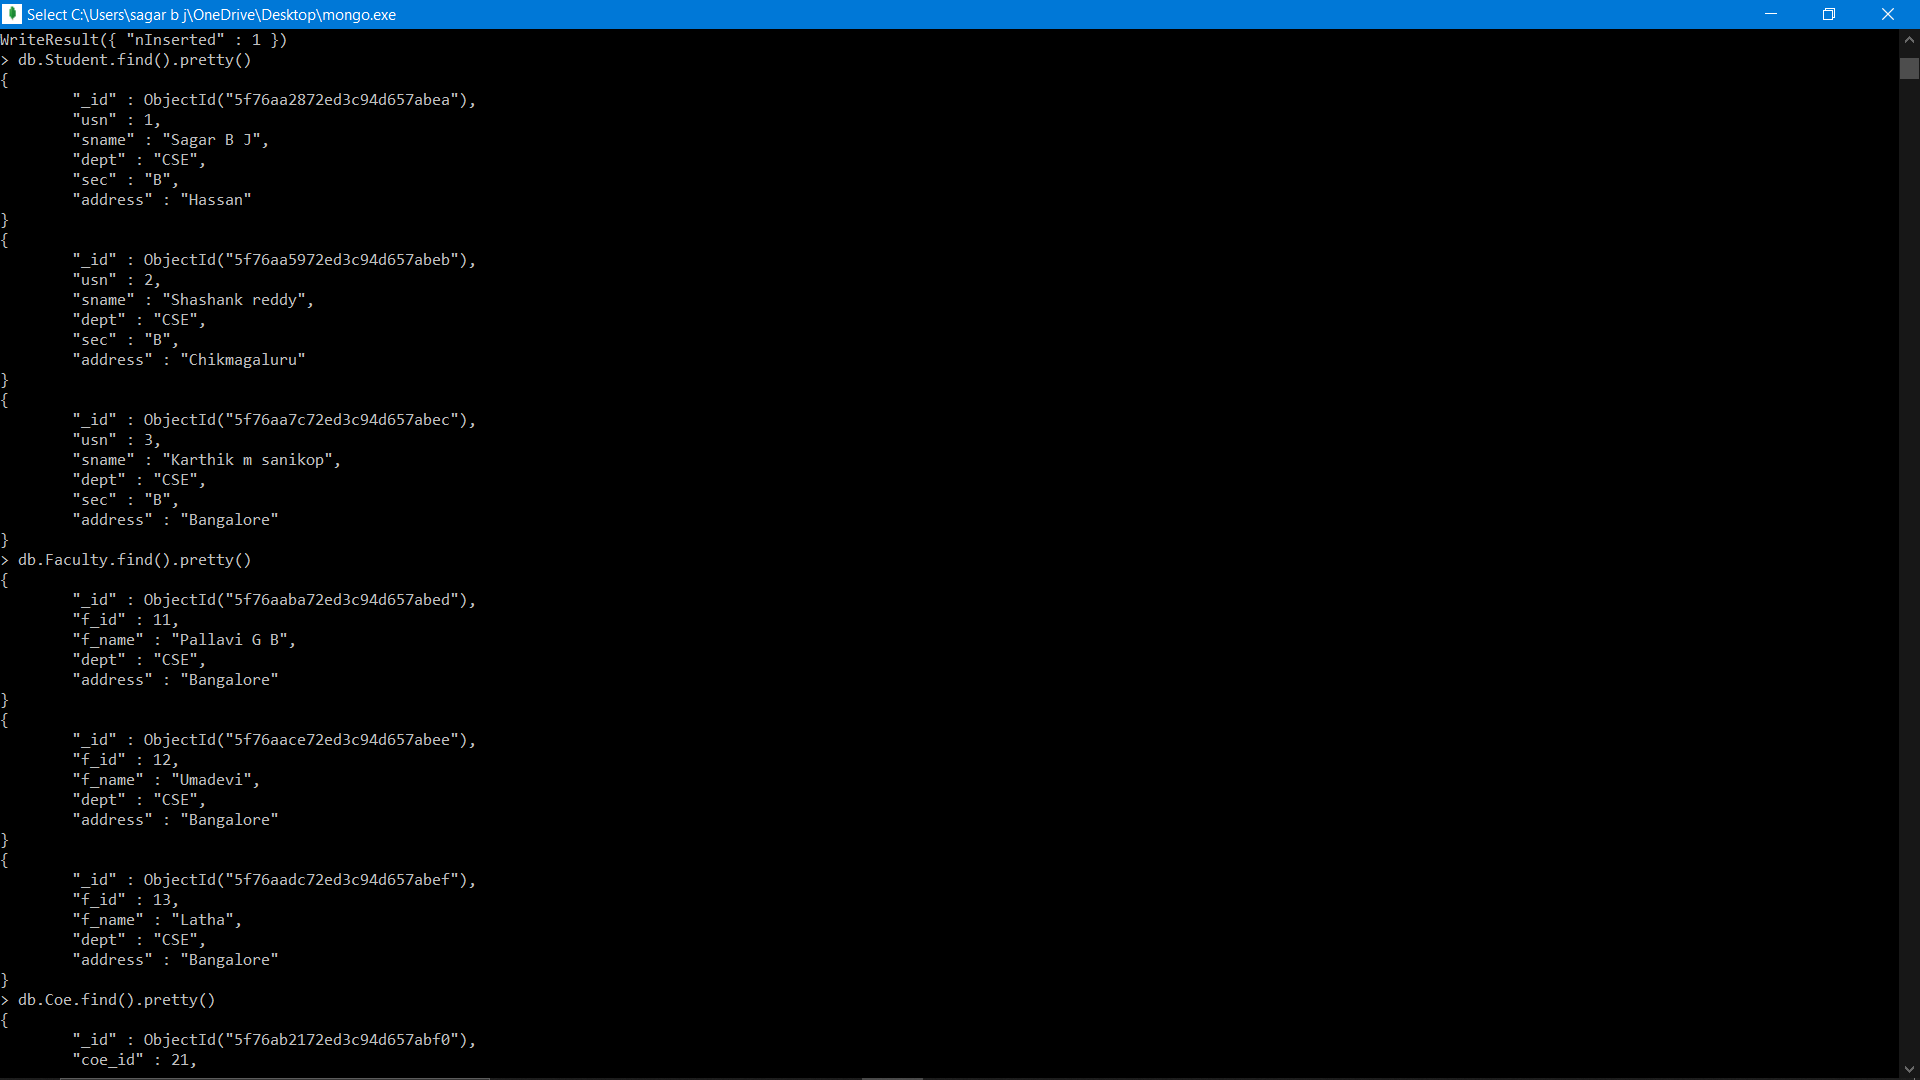 Select C:\Users\sagar b j\OneDrive\Desktop\mongo.exe
WriteResult({ "nInserted" : 1 })
> db.Student.find().pretty()
{
        "_id" : ObjectId("5f76aa2872ed3c94d657abea"),
        "usn" : 1,
        "sname" : "Sagar B J",
        "dept" : "CSE",
        "sec" : "B",
        "address" : "Hassan"
}
{
        "_id" : ObjectId("5f76aa5972ed3c94d657abeb"),
        "usn" : 2,
        "sname" : "Shashank reddy",
        "dept" : "CSE",
        "sec" : "B",
        "address" : "Chikmagaluru"
}
{
        "_id" : ObjectId("5f76aa7c72ed3c94d657abec"),
        "usn" : 3,
        "sname" : "Karthik m sanikop",
        "dept" : "CSE",
        "sec" : "B",
        "address" : "Bangalore"
}
> db.Faculty.find().pretty()
{
        "_id" : ObjectId("5f76aaba72ed3c94d657abed"),
        "f_id" : 11,
        "f_name" : "Pallavi G B",
        "dept" : "CSE",
        "address" : "Bangalore"
}
{
        "_id" : ObjectId("5f76aace72ed3c94d657abee"),
        "f_id" : 12,
        "f_name" : "Umadevi",
        "dept" : "CSE",
        "address" : "Bangalore"
}
{
        "_id" : ObjectId("5f76aadc72ed3c94d657abef"),
        "f_id" : 13,
        "f_name" : "Latha",
        "dept" : "CSE",
        "address" : "Bangalore"
}
> db.Coe.find().pretty()
{
        "_id" : ObjectId("5f76ab2172ed3c94d657abf0"),
        "coe_id" : 21,